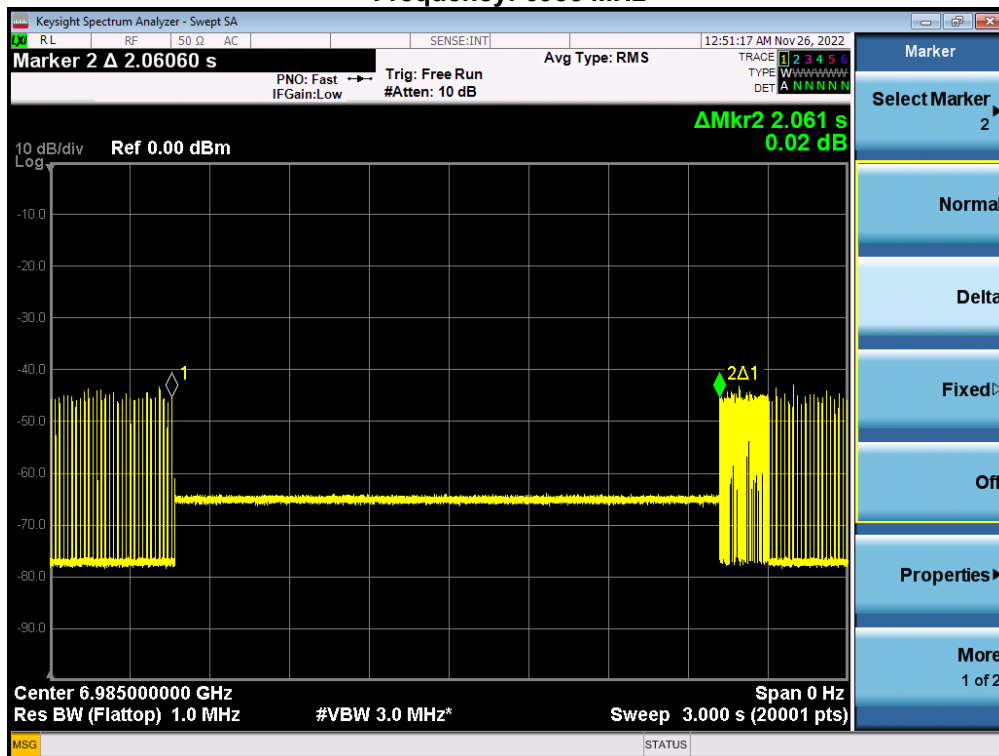 Keysight Spectrum Analyzer - Swept SA
LXI RL RF 50 Ω AC SENSE:INT 12:51:17 AM Nov 26, 2022
Marker 2 Δ 2.06060 s
PNO: Fast
IFGain:Low
Trig: Free Run
#Atten: 10 dB
Avg Type: RMS
TRACE 1 2 3 4 5 6
TYPE WWWWWW
DET A N N N N N
ΔMkr2 2.061 s
0.02 dB
10 dB/div Ref 0.00 dBm
Log
-10.0
-20.0
-30.0
-40.0
-50.0
-60.0
-70.0
-80.0
-90.0
1
2Δ1
Center 6.985000000 GHz
Span 0 Hz
Res BW (Flattop) 1.0 MHz
#VBW 3.0 MHz*
Sweep 3.000 s (20001 pts)
MSG
STATUS
Marker
Select Marker
2
Normal
Delta
Fixed
Off
Properties
More
1 of 2